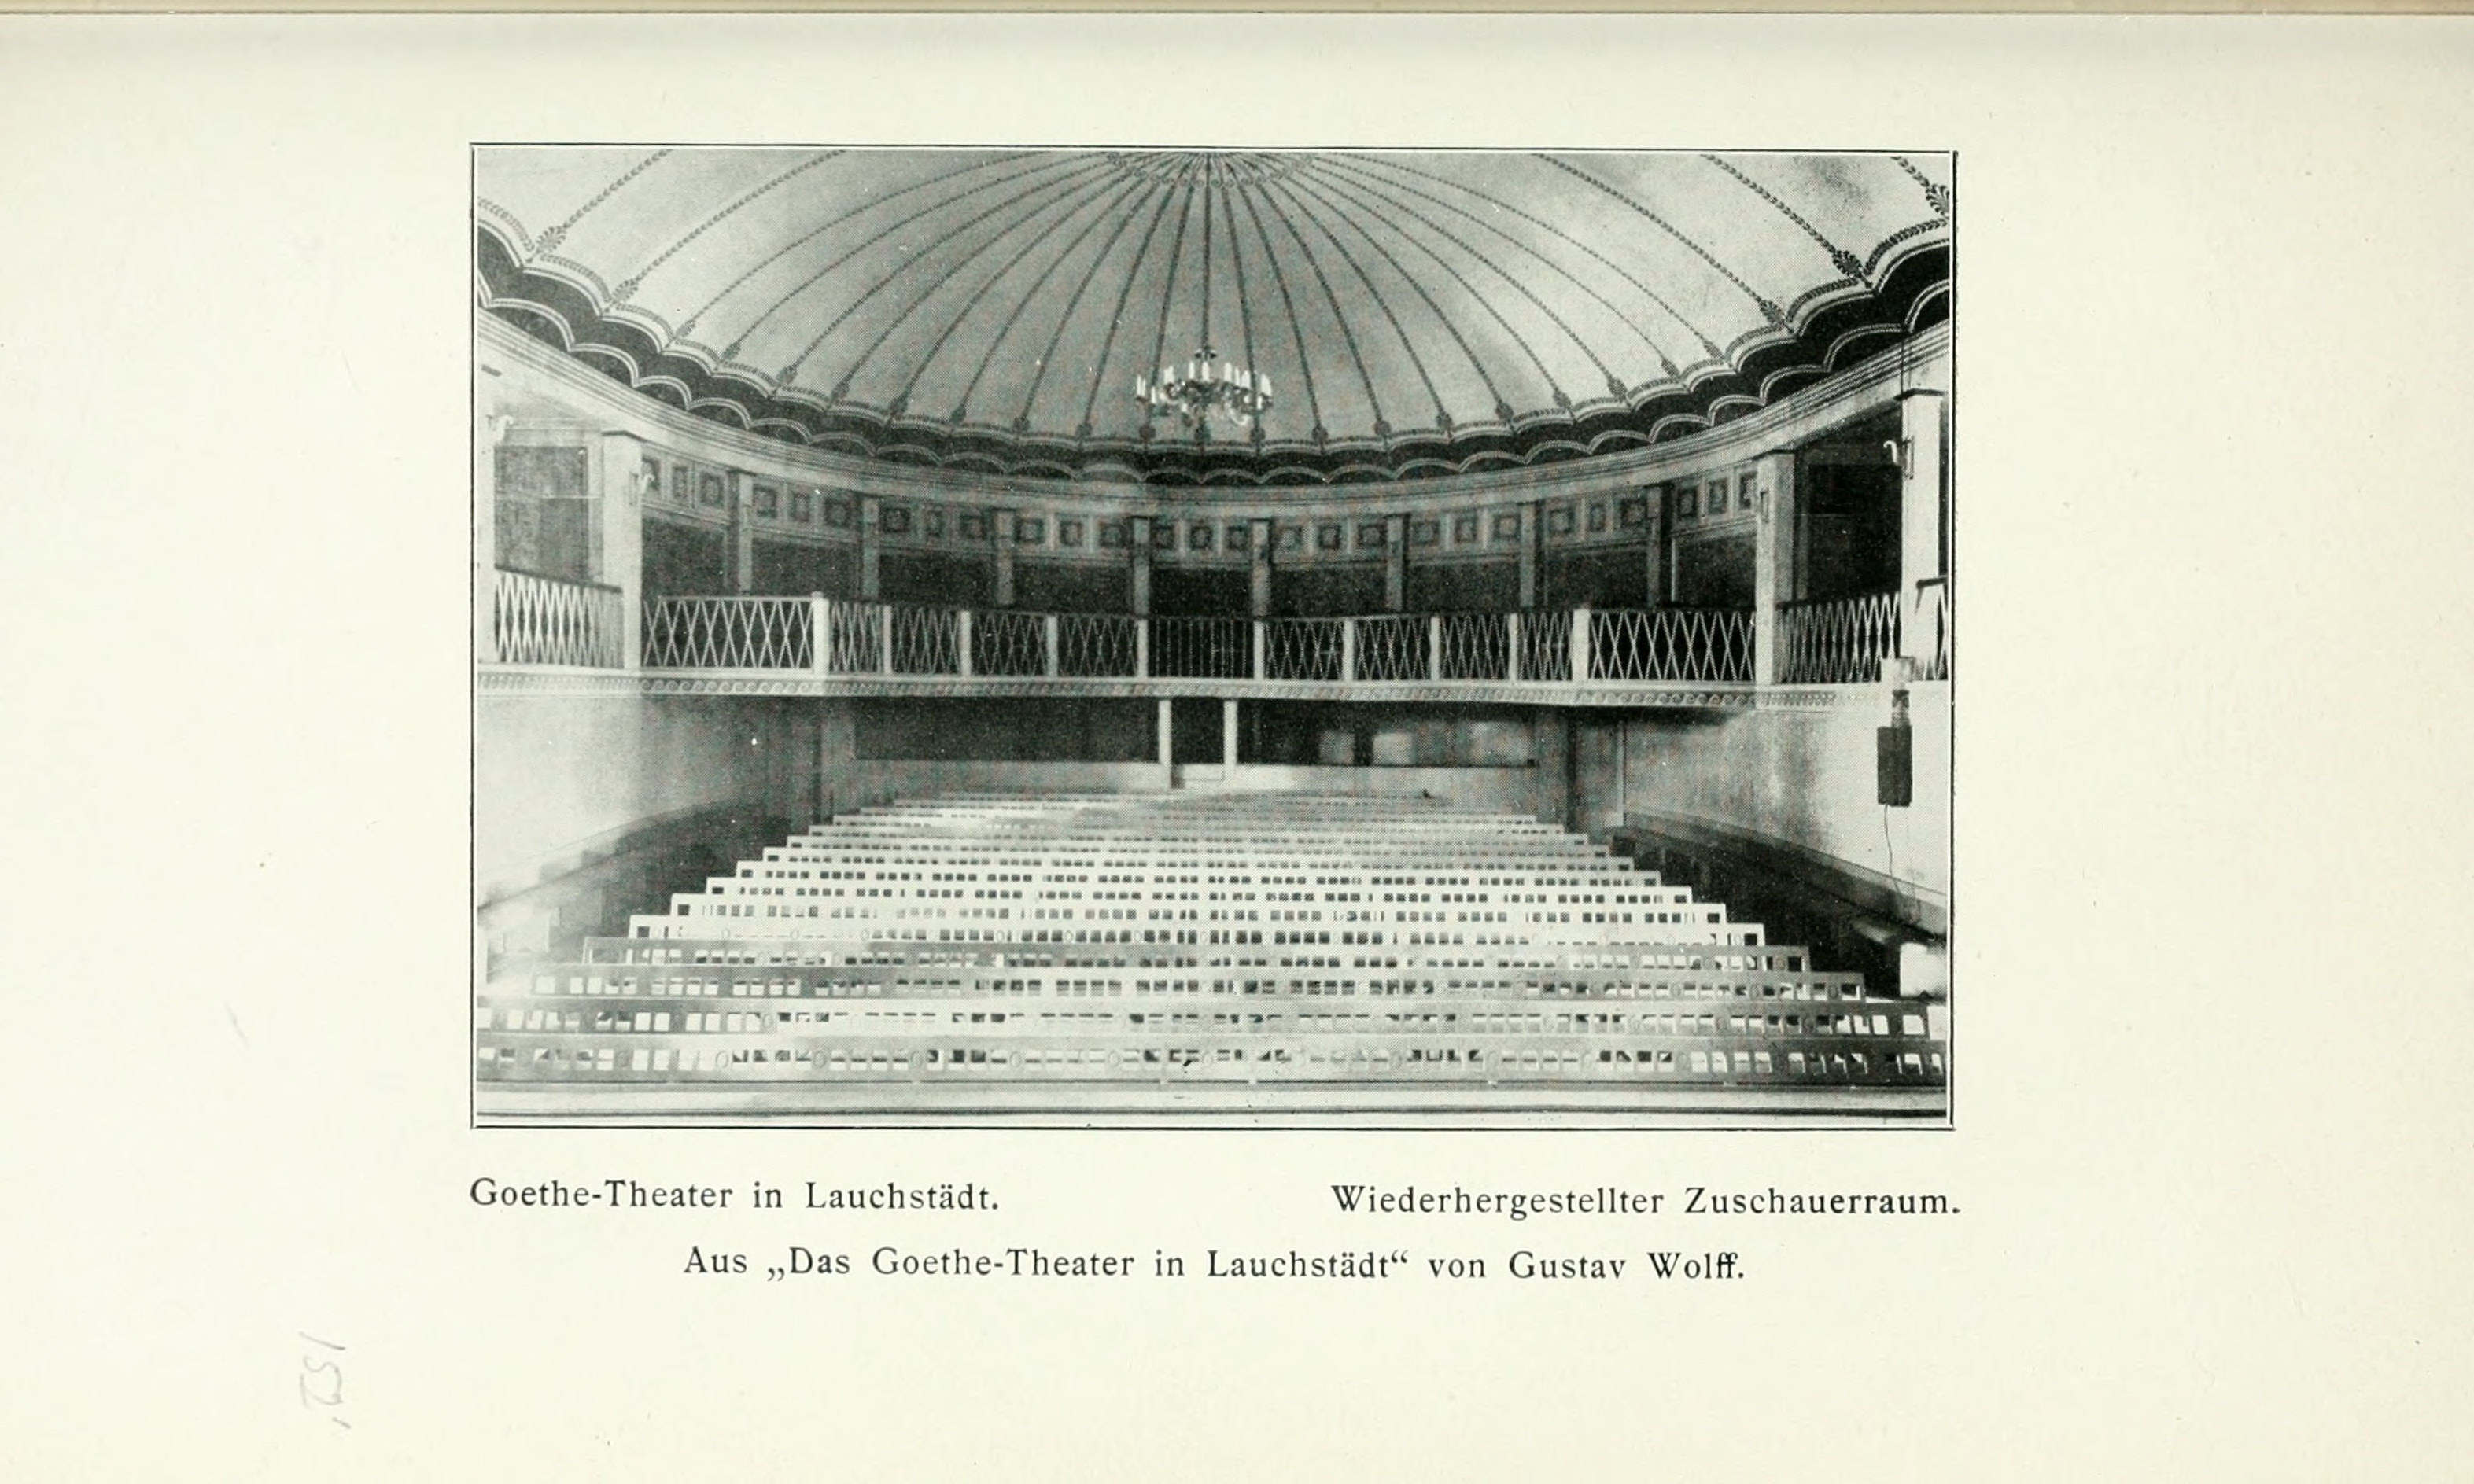 Goethe-Theater in Lauchstädt. Wiederhergestellter Zuschauerraum.
Aus „Das Goethe-Theater in Lauchstädt“ von Gustav Wolff.